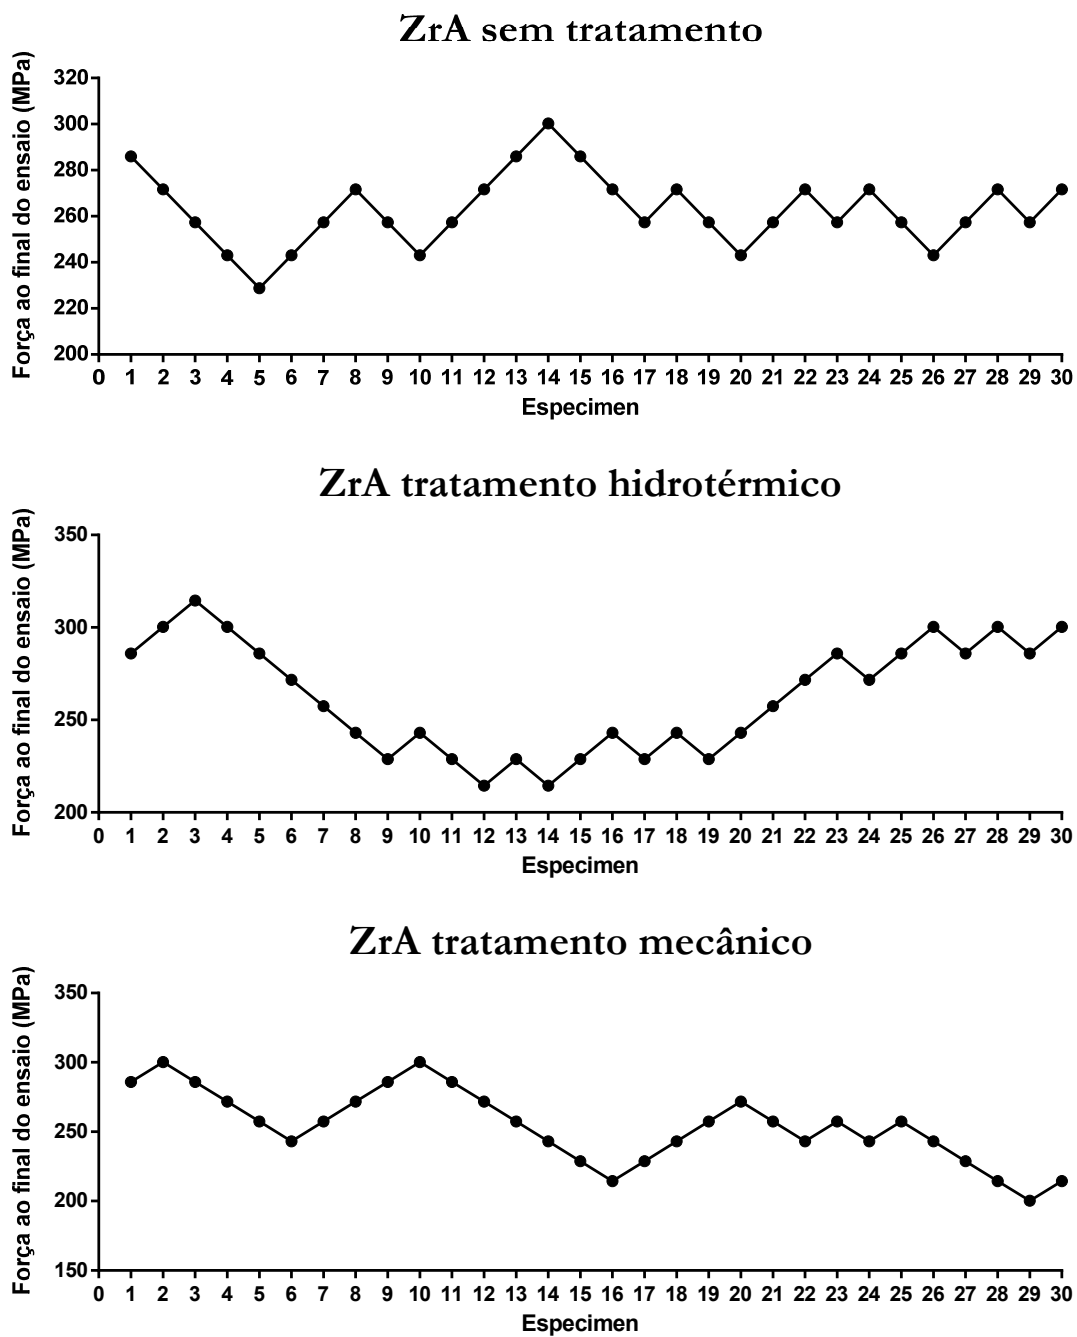 ZrA sem tratamento
Força ao final do ensaio (MPa)
320
300
280
260
240
220
200
0 1 2 3 4 5 6 7 8 9 10 11 12 13 14 15 16 17 18 19 20 21 22 23 24 25 26 27 28 29 30
Especimen
ZrA tratamento hidrotérmico
Força ao final do ensaio (MPa)
350
300
250
200
0 1 2 3 4 5 6 7 8 9 10 11 12 13 14 15 16 17 18 19 20 21 22 23 24 25 26 27 28 29 30
Especimen
ZrA tratamento mecânico
Força ao final do ensaio (MPa)
350
300
250
200
150
0 1 2 3 4 5 6 7 8 9 10 11 12 13 14 15 16 17 18 19 20 21 22 23 24 25 26 27 28 29 30
Especimen